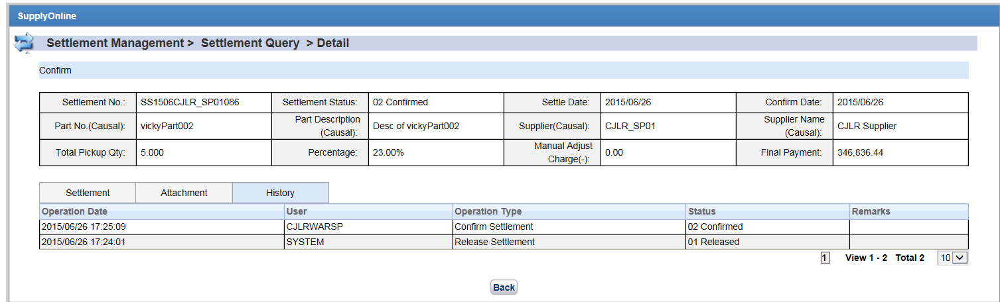 SupplyOnline
Settlement Management > Settlement Query > Detail
Confirm
Settlement No.: SS1506CJLR_SP01086 Settlement Status: 02 Confirmed Settle Date: 2015/06/26 Confirm Date: 2015/06/26
Part No.(Causal): vickyPart002 Part Description (Causal): Desc of vickyPart002 Supplier(Causal): CJLR_SP01 Supplier Name (Causal): CJLR Supplier
Total Pickup Qty: 5.000 Percentage: 23.00% Manual Adjust Charge(-): 0.00 Final Payment: 346,836.44
Settlement Attachment History
Operation Date User Operation Type Status Remarks
2015/06/26 17:25:09 CJLRWARSP Confirm Settlement 02 Confirmed
2015/06/26 17:24:01 SYSTEM Release Settlement 01 Released
1 View 1 - 2 Total 2 10
Back